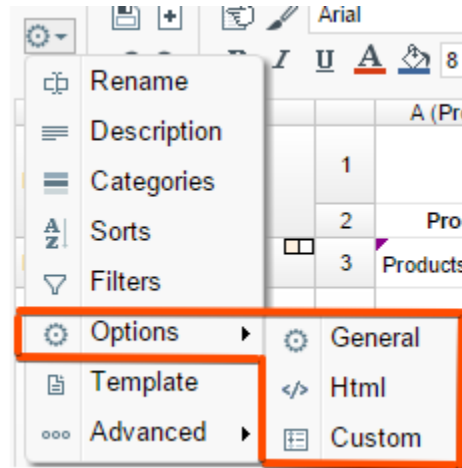 Arial
I U A 8
Rename
A (Pr
Description
1
Categories
2 Pro
Sorts
3 Products
Filters
Options General
Template </> Html
Advanced Custom